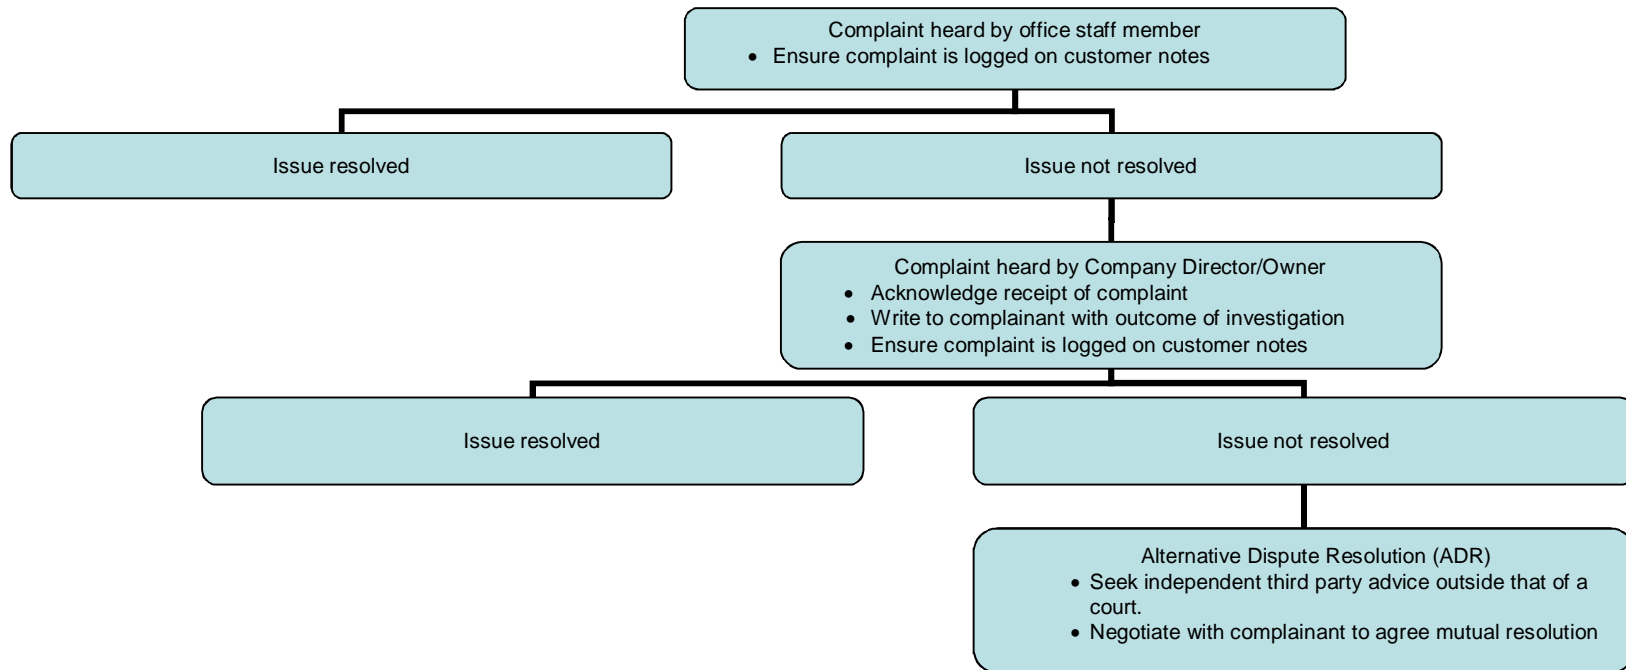 Complaint heard by office staff member
• Ensure complaint is logged on customer notes
Issue resolved
Issue not resolved
Complaint heard by Company Director/Owner
• Acknowledge receipt of complaint
• Write to complainant with outcome of investigation
• Ensure complaint is logged on customer notes
Issue resolved
Issue not resolved
Alternative Dispute Resolution (ADR)
• Seek independent third party advice outside that of a
court.
• Negotiate with complainant to agree mutual resolution